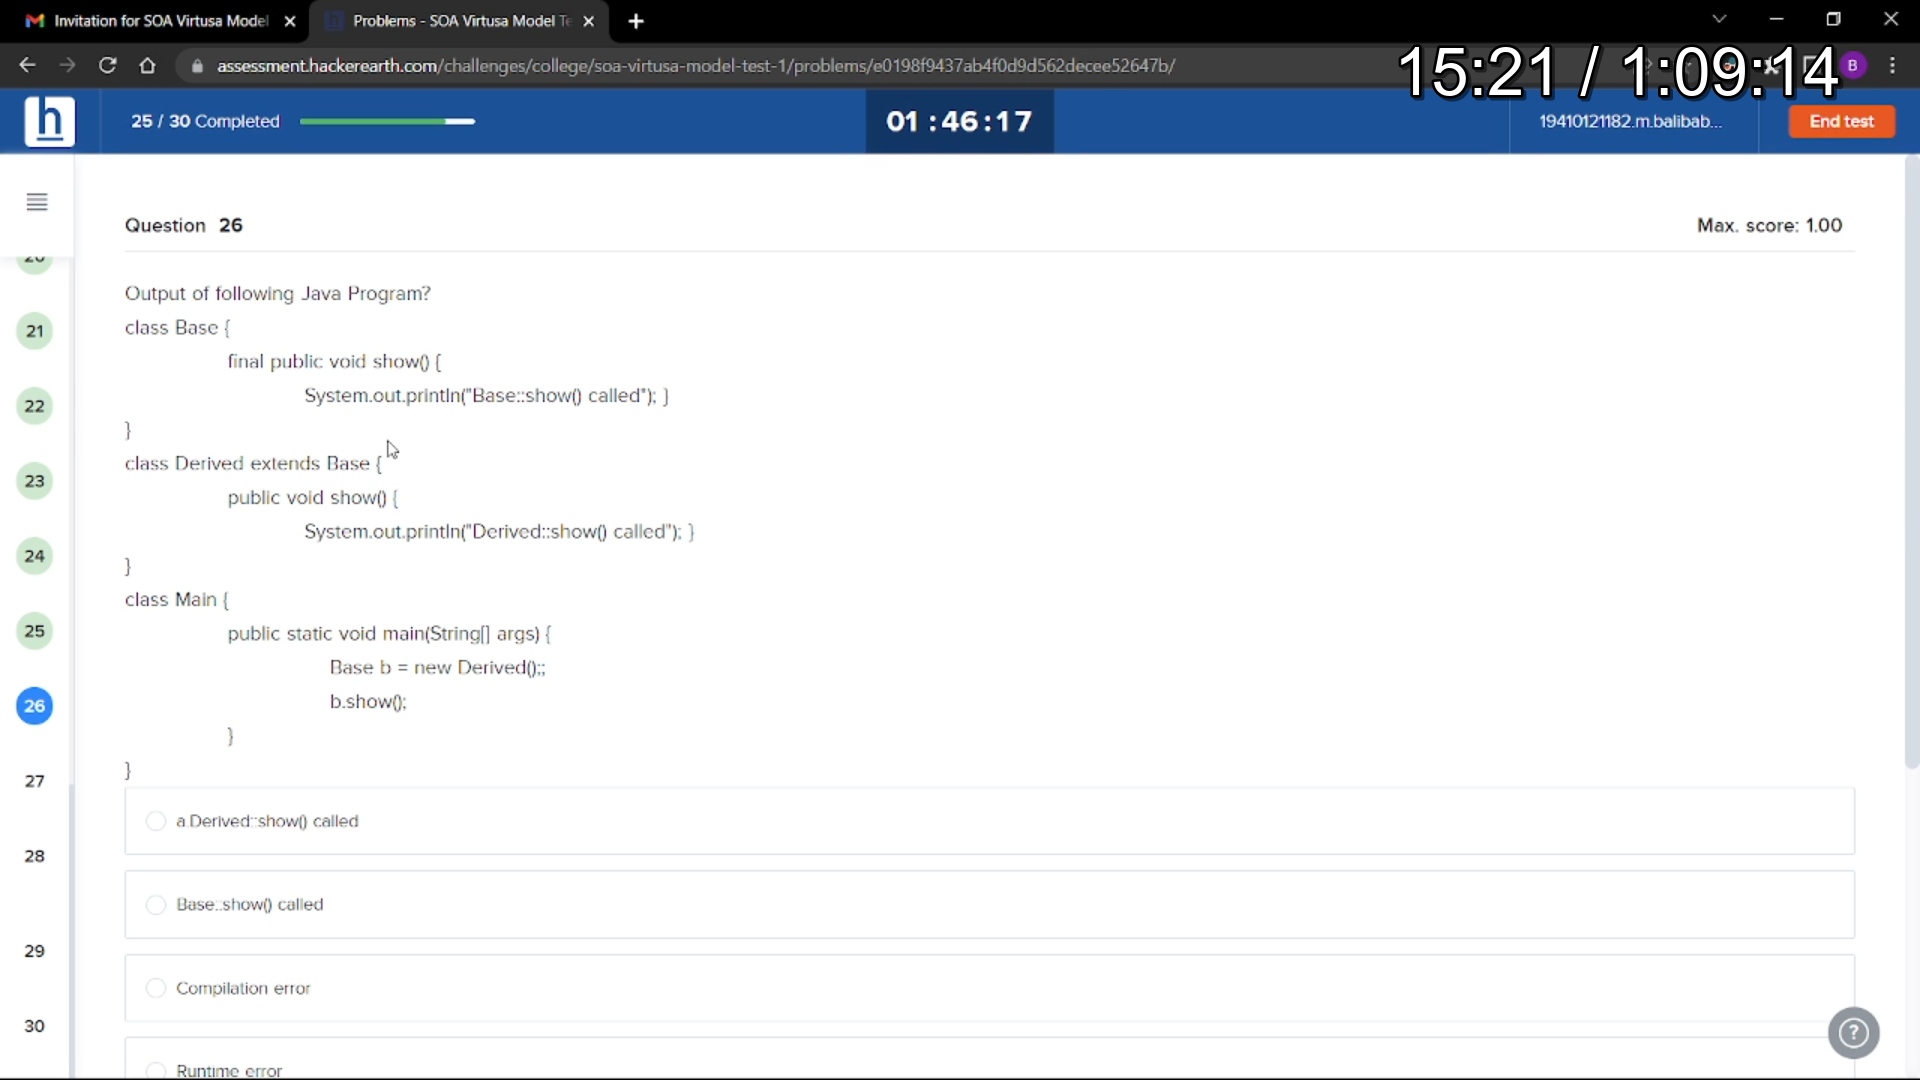 Invitation for SOA Virtusa Model
Problems - SOA Virtusa Model Te
assessment.hackerearth.com/challenges/college/soa-virtusa-model-test-1/problems/e0198f9437ab4f0d9d562decee52647b/
15:21 / 1:09:14
B
h
25 / 30 Completed
01 :46:17
19410121182.m.balibab...
End test
Question 26
Max. score: 1.00
20
21
22
23
24
25
26
27
28
29
30
Output of following Java Program?
class Base {
final public void show() {
System.out.println("Base::show() called"); }
}
class Derived extends Base {
public void show() {
System.out.println("Derived::show() called"); }
}
class Main {
public static void main(String[] args) {
Base b = new Derived();;
b.show();
}
}
a.Derived::show() called
Base::show() called
Compilation error
Runtime error
?